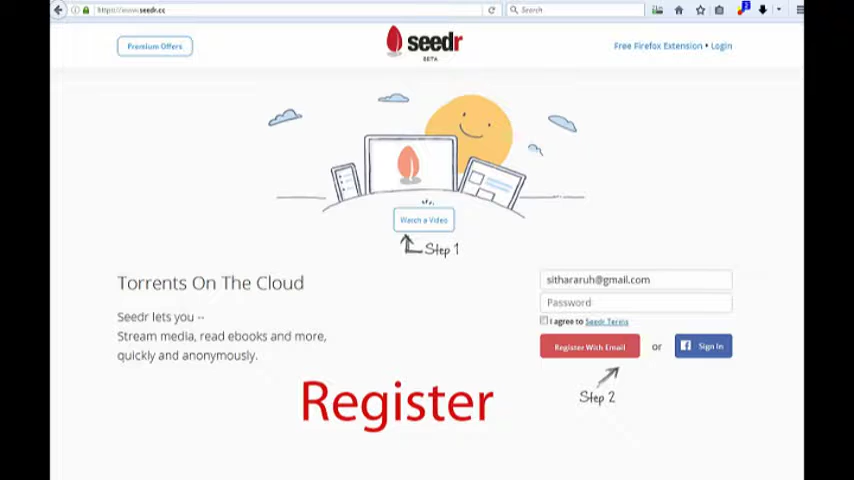 https://www.seedr.cc
Search
Premium Offers
seedr
BETA
Free Firefox Extension • Login
Watch a Video
Step 1
Torrents On The Cloud
sithararuh@gmail.com
Password
I agree to Seedr Terms
Seedr lets you --
Stream media, read ebooks and more,
quickly and anonymously.
Register With Email
or
Sign In
Step 2
Register